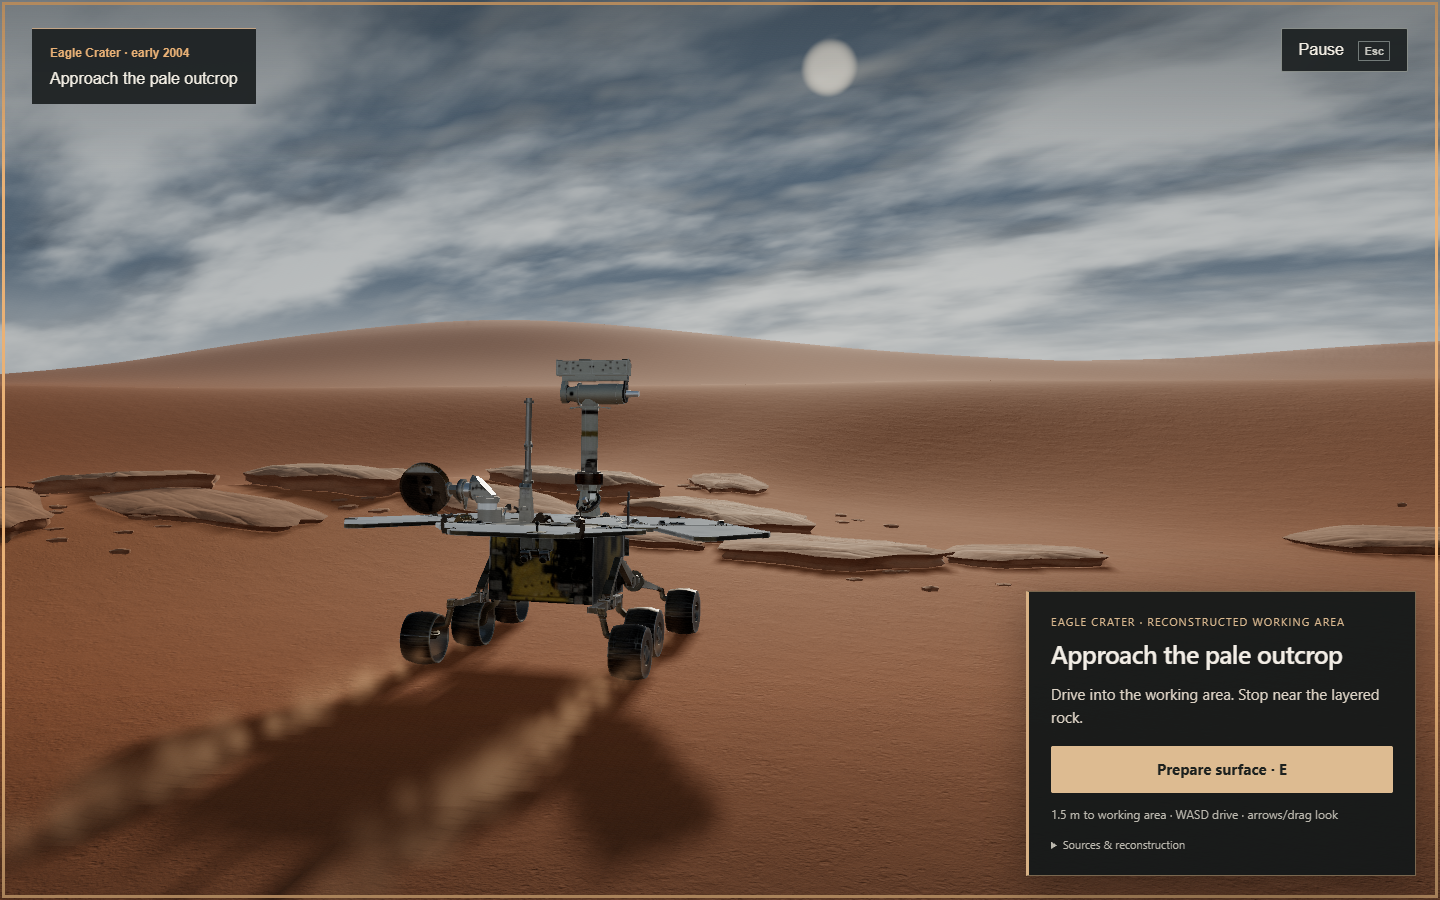 Eagle Crater · early 2004
Approach the pale outcrop
Pause Esc
EAGLE CRATER · RECONSTRUCTED WORKING AREA
Approach the pale outcrop
Drive into the working area. Stop near the layered
rock.
Prepare surface · E
1.5 m to working area · WASD drive · arrows/drag look
Sources & reconstruction